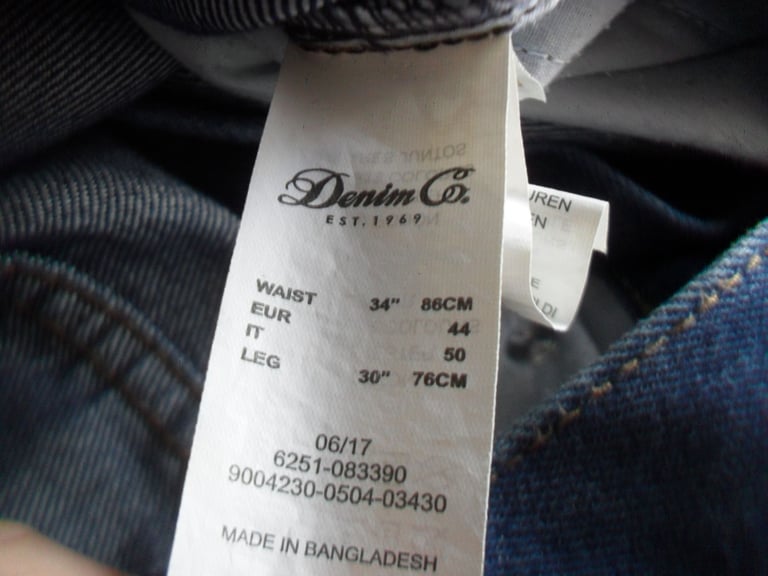 Denim Co.
EST. 1969
WAIST 34" 86CM
EUR 44
IT 50
LEG 30" 76CM
06/17
6251-083390
9004230-0504-03430
MADE IN BANGLADESH